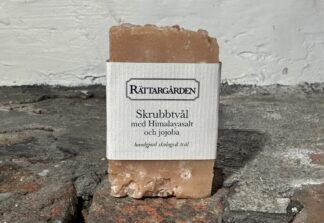 RÄTTARGÅRDEN
Skrubbtvål
med Himalayasalt
och jojoba
handgjord ekologisk tvål